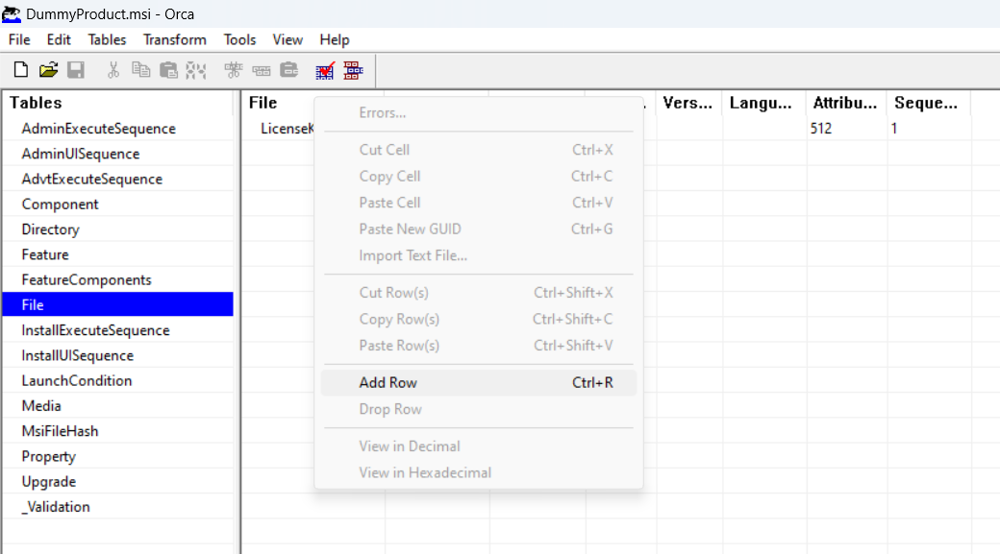 DummyProduct.msi - Orca
File Edit Tables Transform Tools View Help
Tables
AdminExecuteSequence
AdminUISequence
AdvtExecuteSequence
Component
Directory
Feature
FeatureComponents
File
InstallExecuteSequence
InstallUISequence
LaunchCondition
Media
MsiFileHash
Property
Upgrade
_Validation
File Vers... Langu... Attribu... Seque...
LicenseK 512 1
Errors...
Cut Cell Ctrl+X
Copy Cell Ctrl+C
Paste Cell Ctrl+V
Paste New GUID Ctrl+G
Import Text File...
Cut Row(s) Ctrl+Shift+X
Copy Row(s) Ctrl+Shift+C
Paste Row(s) Ctrl+Shift+V
Add Row Ctrl+R
Drop Row
View in Decimal
View in Hexadecimal